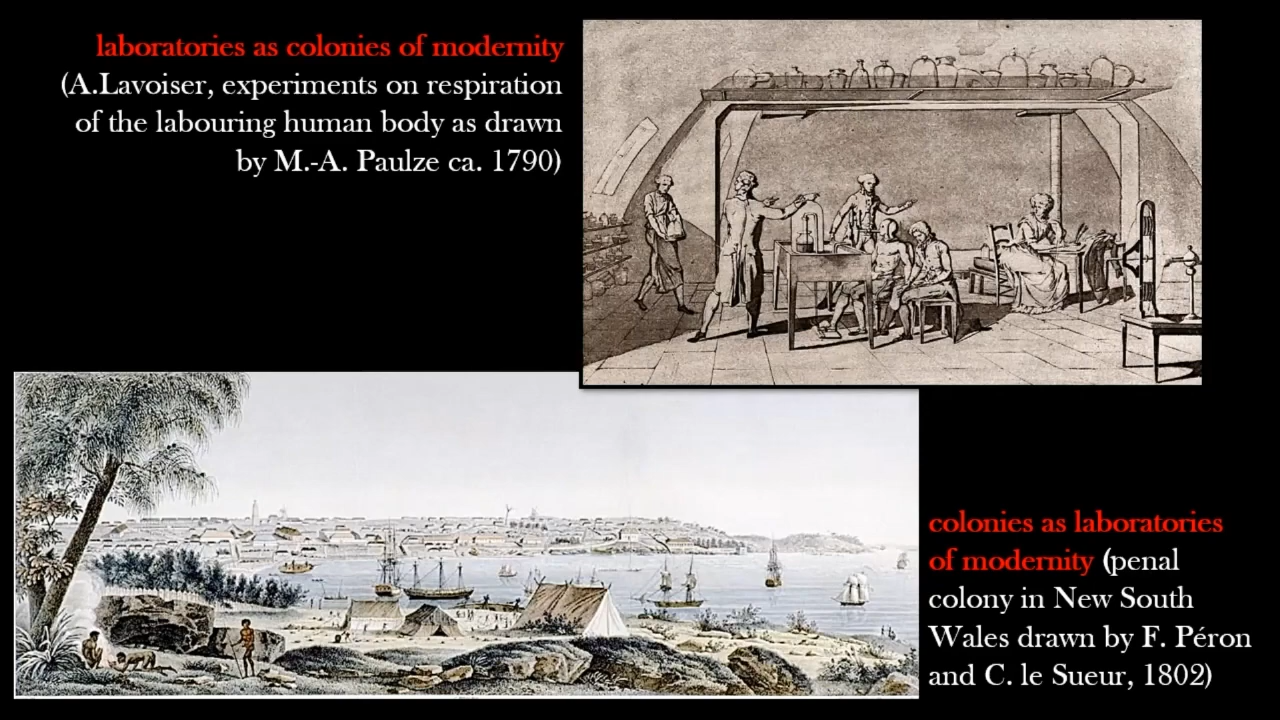 laboratories as colonies of modernity
(A.Lavoiser, experiments on respiration
of the labouring human body as drawn
by M.-A. Paulze ca. 1790)
colonies as laboratories
of modernity (penal
colony in New South
Wales drawn by F. Péron
and C. le Sueur, 1802)